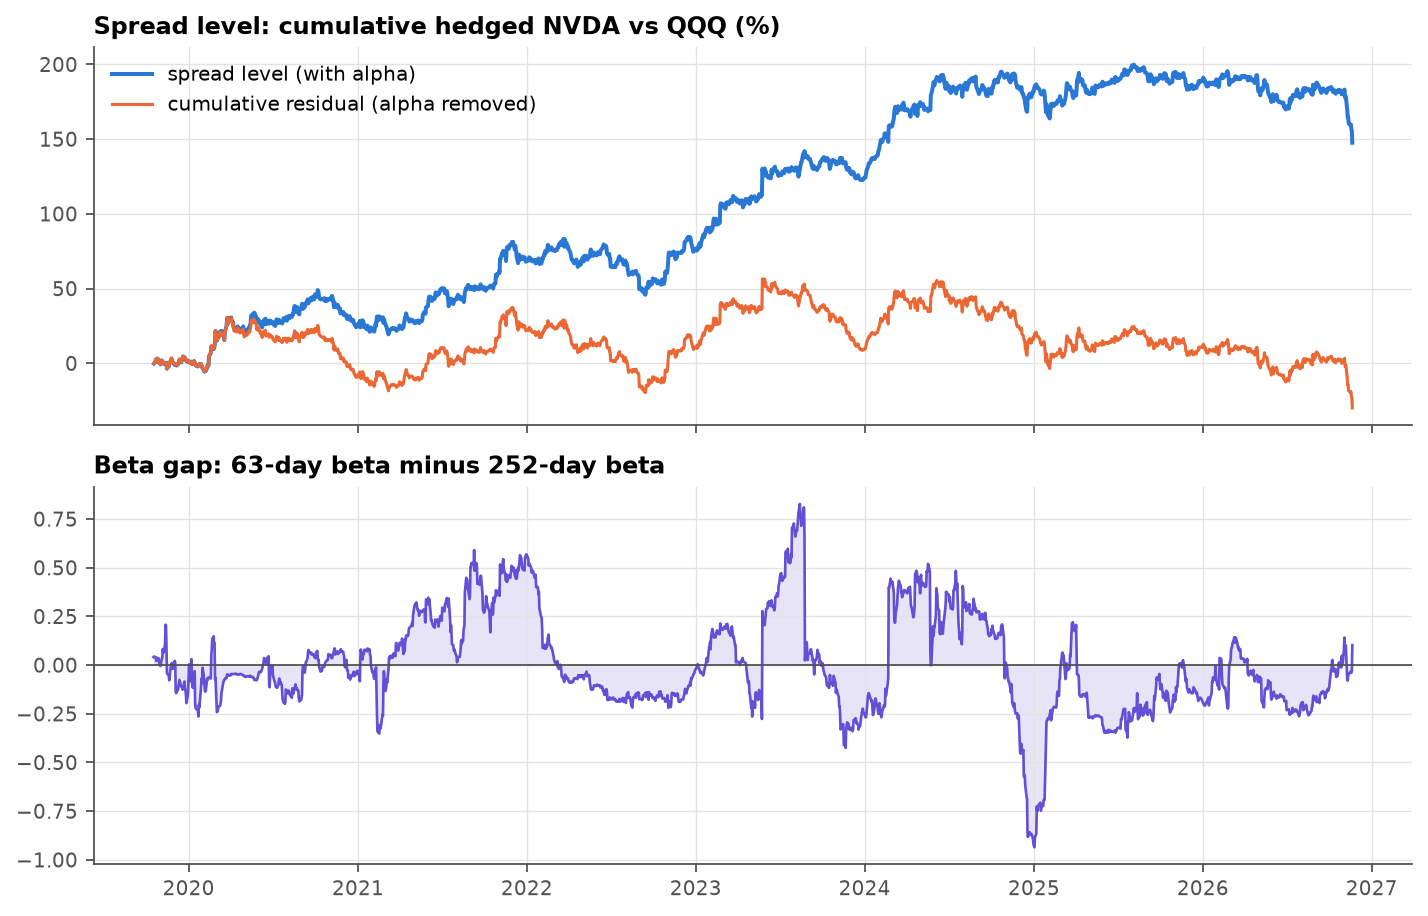 Spread level: cumulative hedged NVDA vs QQQ (%)
200
150
100
50
0
spread level (with alpha)
cumulative residual (alpha removed)
Beta gap: 63-day beta minus 252-day beta
0.75
0.50
0.25
0.00
−0.25
−0.50
−0.75
−1.00
2020 2021 2022 2023 2024 2025 2026 2027